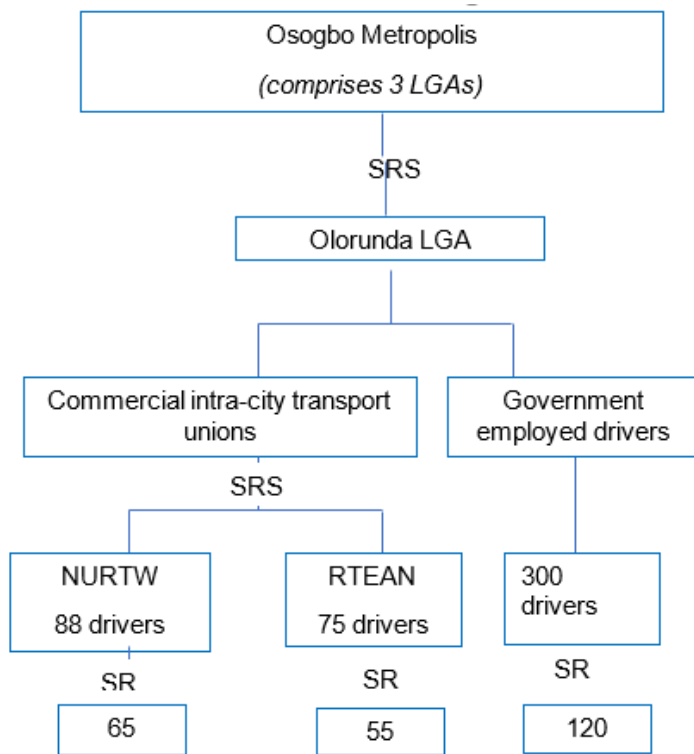 Osogbo Metropolis
(comprises 3 LGAs)
SRS
Olorunda LGA
Commercial intra-city transport
unions
Government
employed drivers
SRS
NURTW
88 drivers
RTEAN
75 drivers
300
drivers
SR
SR
SR
65
55
120